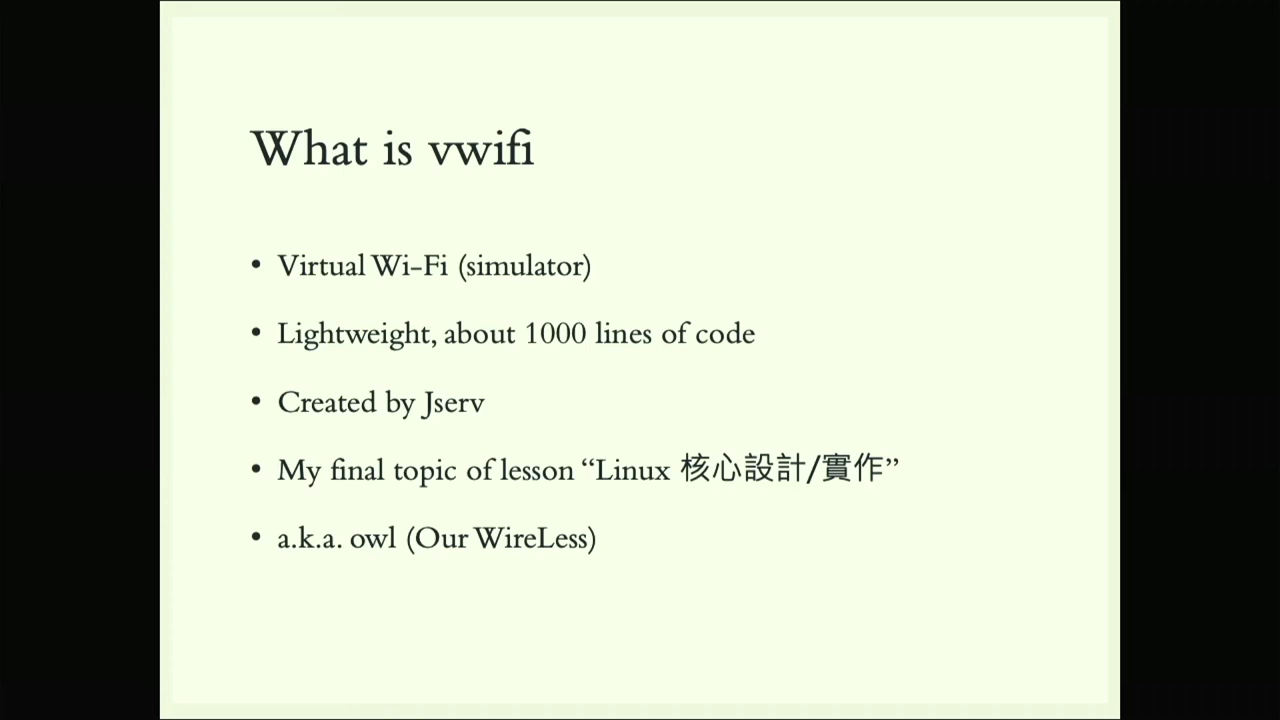 What is vwifi
• Virtual Wi-Fi (simulator)
• Lightweight, about 1000 lines of code
• Created by Jserv
• My final topic of lesson “Linux 核心設計/實作”
• a.k.a. owl (Our WireLess)